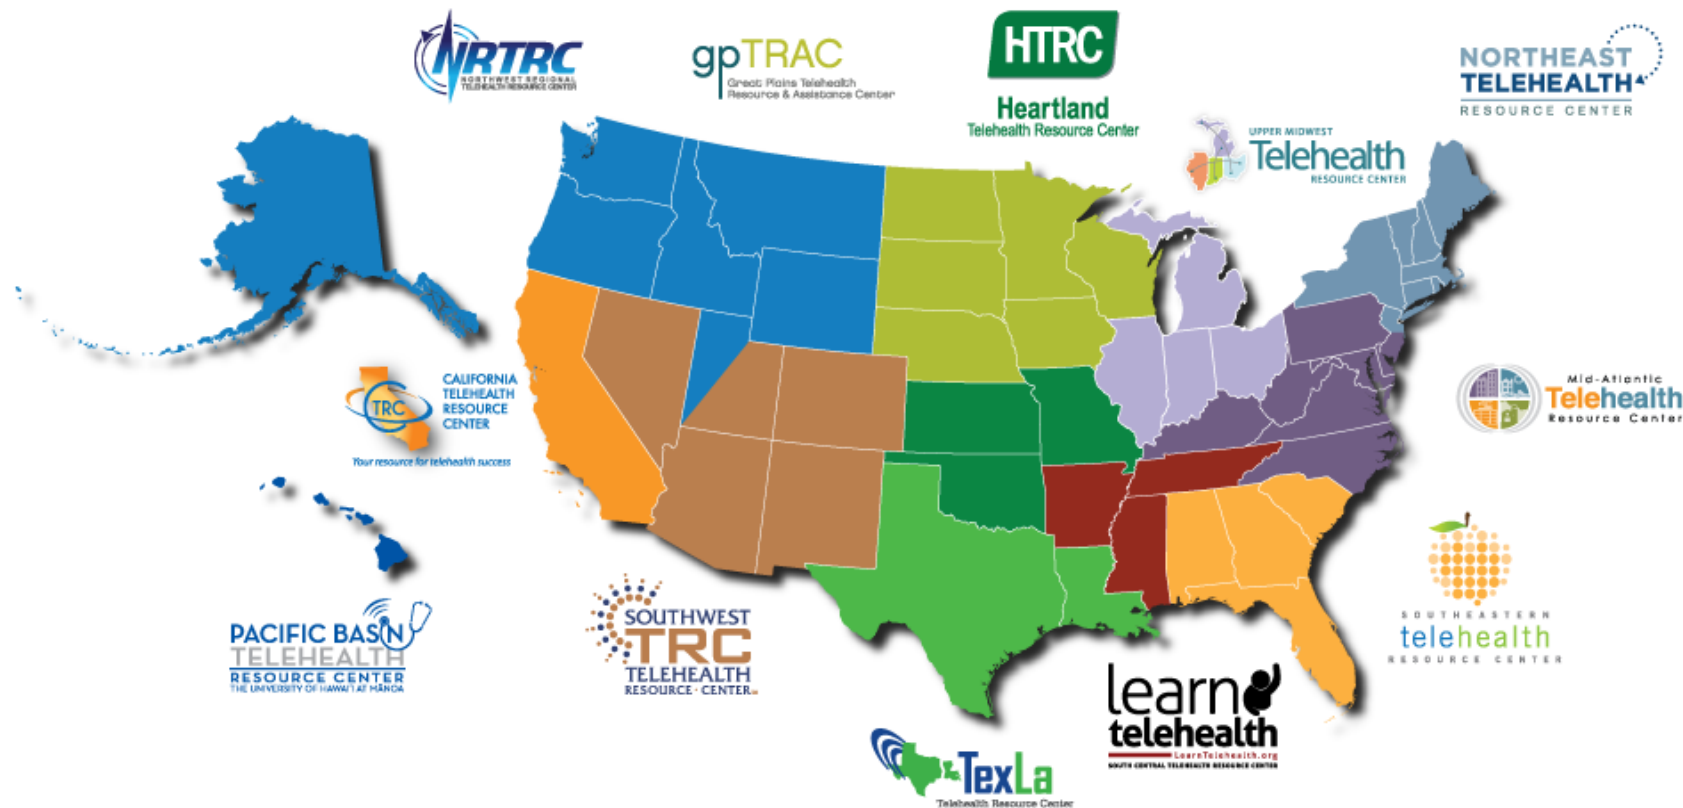 NRTRC
NORTHWEST REGIONAL
TELEHEALTH RESOURCE CENTER
gpTRAC
Great Plains Telehealth
Resource & Assistance Center
HTRC
Heartland
Telehealth Resource Center
NORTHEAST
TELEHEALTH
RESOURCE CENTER
UPPER MIDWEST
Telehealth
RESOURCE CENTER
TRC
CALIFORNIA
TELEHEALTH
RESOURCE
CENTER
Your resource for telehealth success
Mid-Atlantic
Telehealth
Resource Center
PACIFIC BASIN
TELEHEALTH
RESOURCE CENTER
THE UNIVERSITY OF HAWAI'I AT MĀNOA
SOUTHWEST
TRC
TELEHEALTH
RESOURCE · CENTER
SOUTHEASTERN
telehealth
RESOURCE CENTER
learn
telehealth
LearnTelehealth.org
SOUTH CENTRAL TELEHEALTH RESOURCE CENTER
TexLa
Telehealth Resource Center